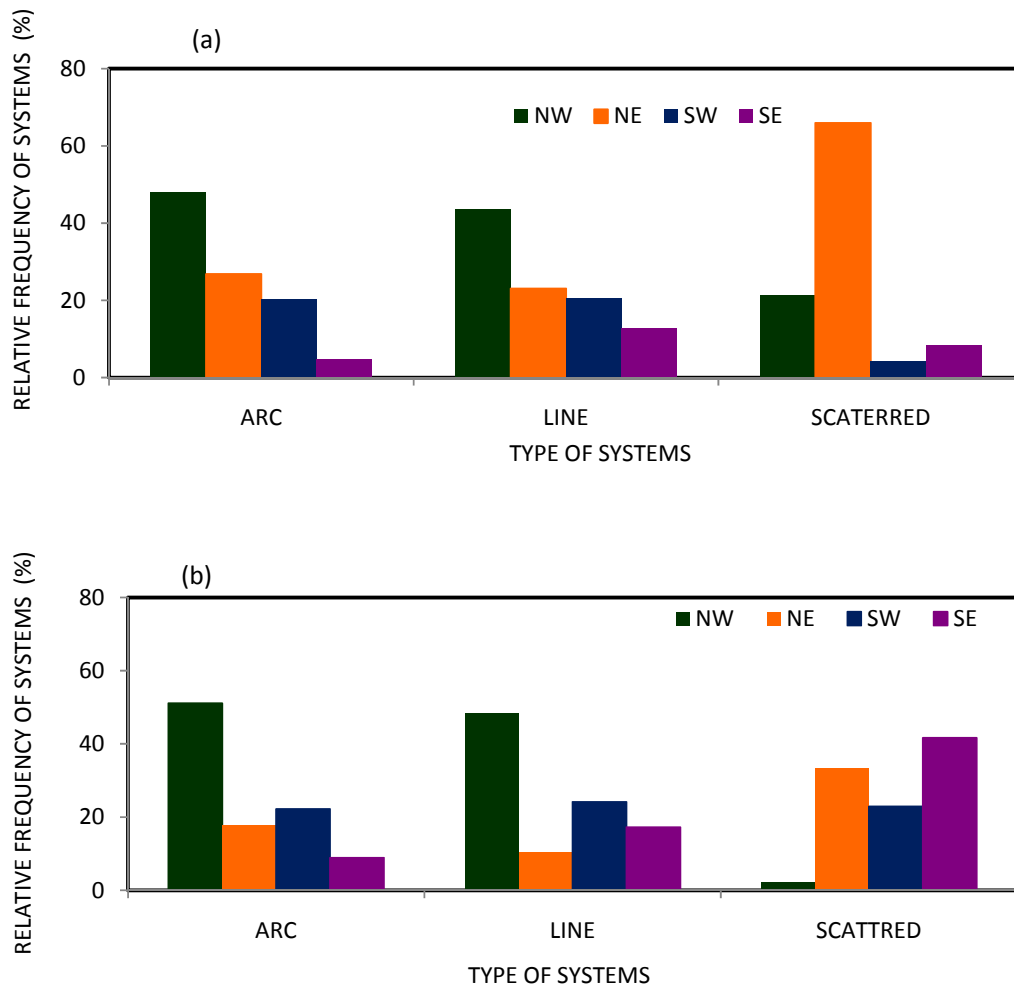 (a)
RELATIVE FREQUENCY OF SYSTEMS (%)
80
60
40
20
0
NW NE SW SE
ARC LINE SCATERRED
TYPE OF SYSTEMS
(b)
RELATIVE FREQUENCY OF SYSTEMS (%)
80
60
40
20
0
NW NE SW SE
ARC LINE SCATTRED
TYPE OF SYSTEMS